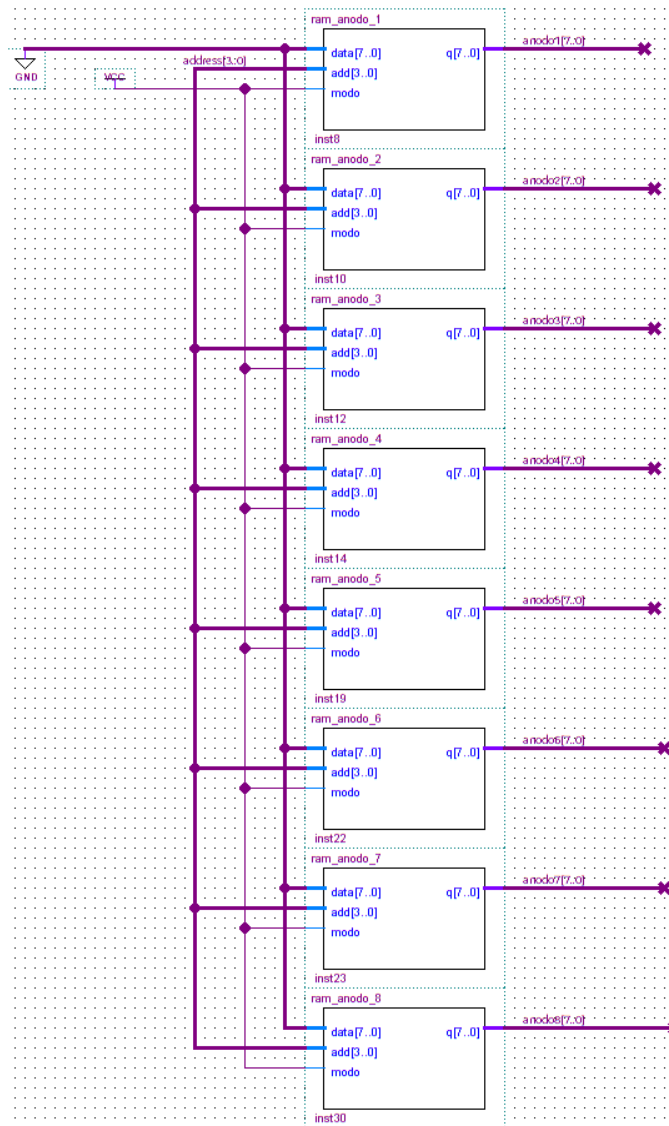 ram_anodo_1
GND
address[3..0]
VCC
data[7..0] q[7..0] anodo1[7..0]
add[3..0]
modo
inst8
ram_anodo_2
data[7..0] q[7..0] anodo2[7..0]
add[3..0]
modo
inst10
ram_anodo_3
data[7..0] q[7..0] anodo3[7..0]
add[3..0]
modo
inst12
ram_anodo_4
data[7..0] q[7..0] anodo4[7..0]
add[3..0]
modo
inst14
ram_anodo_5
data[7..0] q[7..0] anodo5[7..0]
add[3..0]
modo
inst19
ram_anodo_6
data[7..0] q[7..0] anodo6[7..0]
add[3..0]
modo
inst22
ram_anodo_7
data[7..0] q[7..0] anodo7[7..0]
add[3..0]
modo
inst23
ram_anodo_8
data[7..0] q[7..0] anodo8[7..0]
add[3..0]
modo
inst30